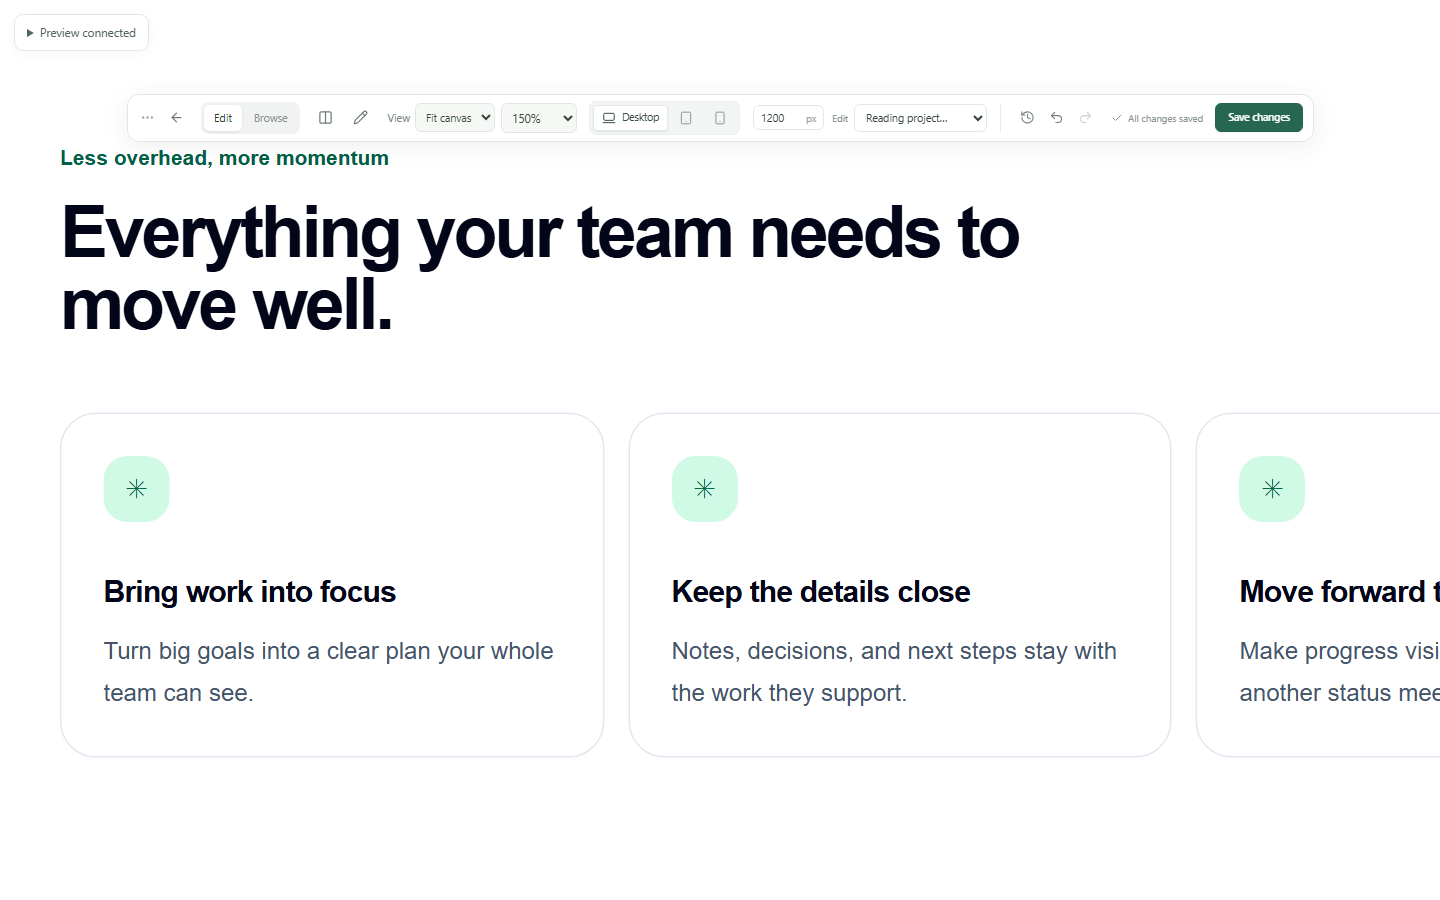 Preview connected
Edit Browse View Fit canvas 150% Desktop 1200 px Edit Reading project... All changes saved Save changes
Less overhead, more momentum
Everything your team needs to
move well.
Bring work into focus
Turn big goals into a clear plan your whole
team can see.
Keep the details close
Notes, decisions, and next steps stay with
the work they support.
Move forward
Make progress
another status